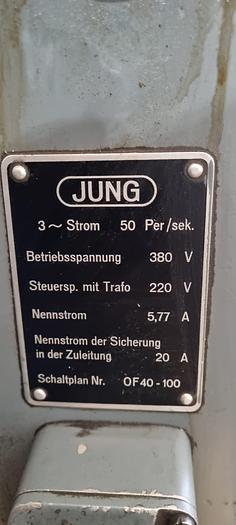 JUNG
3~ Strom 50 Per/sek.
Betriebsspannung 380 V
Steuersp. mit Trafo 220 V
Nennstrom 5,77 A
Nennstrom der Sicherung
in der Zuleitung 20 A
Schaltplan Nr. OF40-100